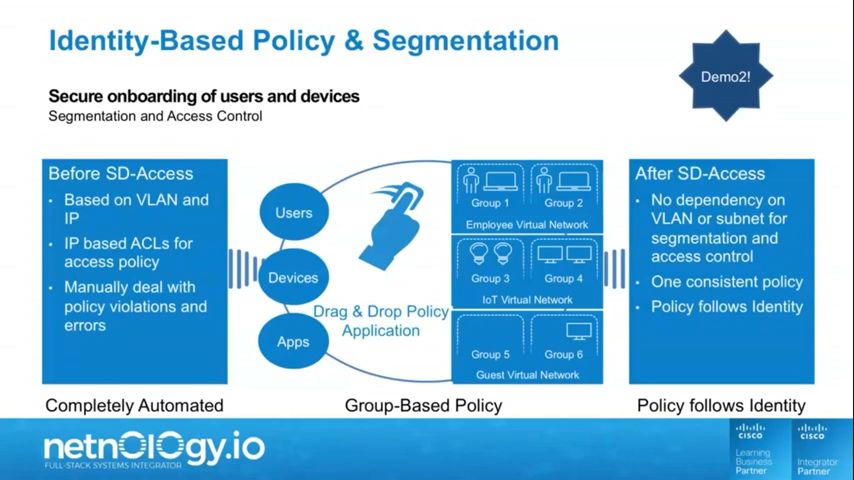 Identity-Based Policy & Segmentation
Demo2!
Secure onboarding of users and devices
Segmentation and Access Control
Before SD-Access
• Based on VLAN and
IP
• IP based ACLs for
access policy
• Manually deal with
policy violations and
errors
Users
Devices
Apps
Drag & Drop Policy
Application
Group 1
Group 2
Employee Virtual Network
Group 3
Group 4
IoT Virtual Network
Group 5
Group 6
Guest Virtual Network
After SD-Access
• No dependency on
VLAN or subnet for
segmentation and
access control
• One consistent policy
• Policy follows Identity
Completely Automated
Group-Based Policy
Policy follows Identity
netnology.io
FULL-STACK SYSTEMS INTEGRATOR
CISCO
Learning
Business
Partner
CISCO
Integrator
Partner